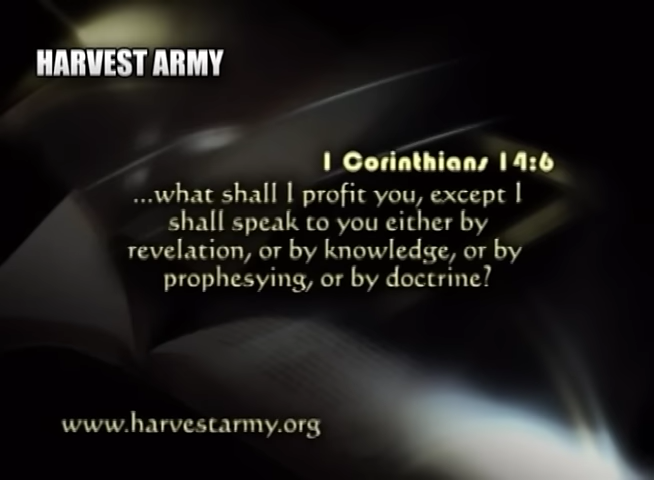 HARVEST ARMY
1 Corinthians 14:6
...what shall I profit you, except I
shall speak to you either by
revelation, or by knowledge, or by
prophesying, or by doctrine?
www.harvestarmy.org